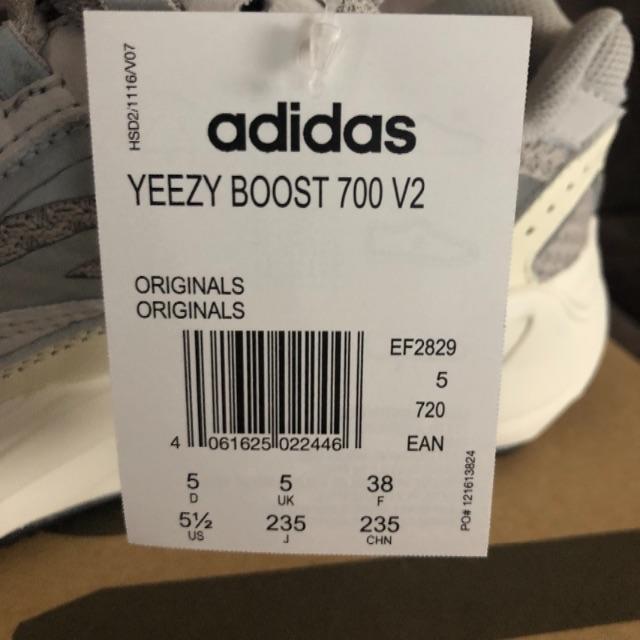 HSD2/1116/V07
adidas
YEEZY BOOST 700 V2
ORIGINALS
ORIGINALS
EF2829
5
720
4 061625 022446 EAN
5 5 38
D UK F
5½ 235 235
US J CHN
PO# 121613824